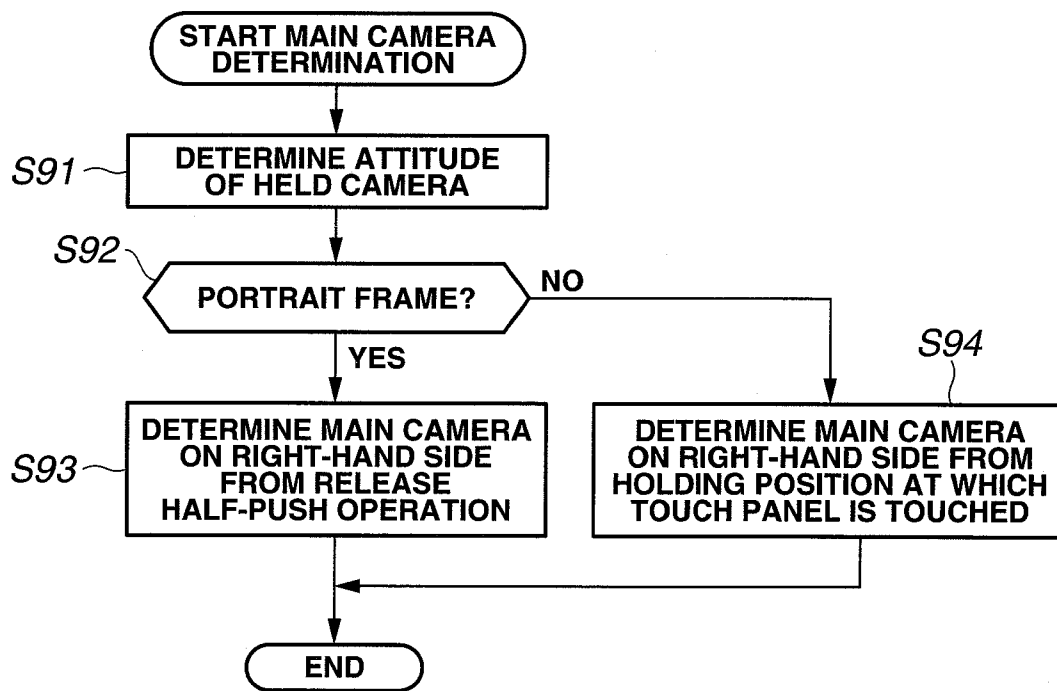 START MAIN CAMERA
DETERMINATION
S91
DETERMINE ATTITUDE
OF HELD CAMERA
S92
PORTRAIT FRAME?
NO
YES
S93
DETERMINE MAIN CAMERA
ON RIGHT-HAND SIDE
FROM RELEASE
HALF-PUSH OPERATION
S94
DETERMINE MAIN CAMERA
ON RIGHT-HAND SIDE FROM
HOLDING POSITION AT WHICH
TOUCH PANEL IS TOUCHED
END